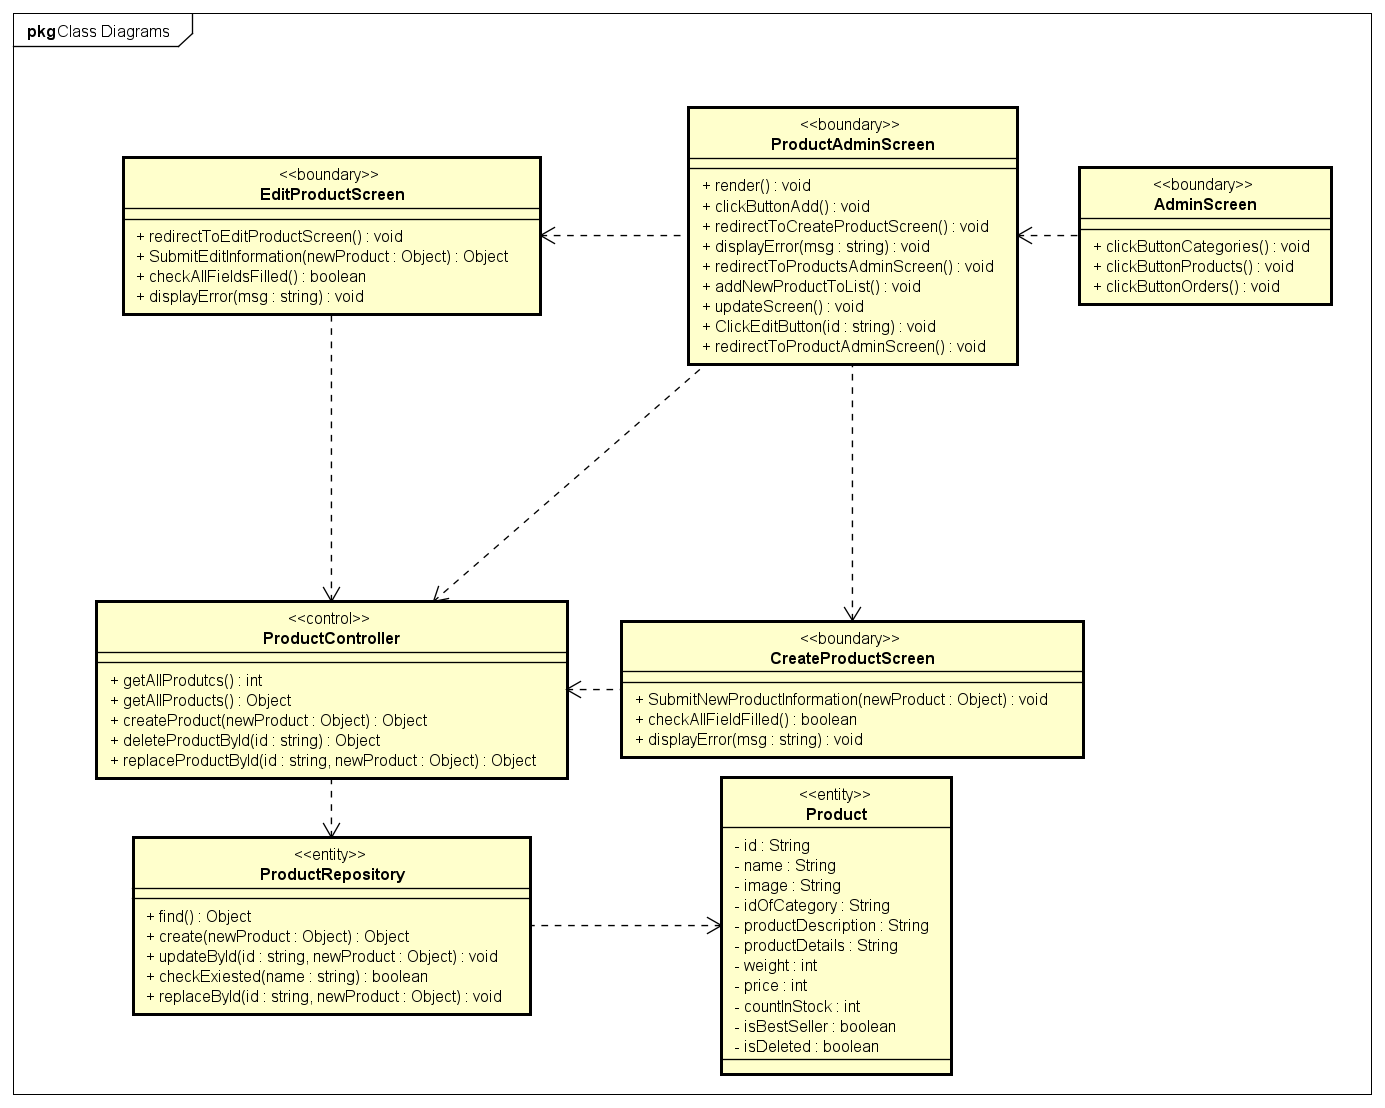 pkg Class Diagrams
<<boundary>>
EditProductScreen
+ redirectToEditProductScreen() : void
+ SubmitEditInformation(newProduct : Object) : Object
+ checkAllFieldsFilled() : boolean
+ displayError(msg : string) : void
<<boundary>>
ProductAdminScreen
+ render() : void
+ clickButtonAdd() : void
+ redirectToCreateProductScreen() : void
+ displayError(msg : string) : void
+ redirectToProductsAdminScreen() : void
+ addNewProductToList() : void
+ updateScreen() : void
+ ClickEditButton(id : string) : void
+ redirectToProductAdminScreen() : void
<<boundary>>
AdminScreen
+ clickButtonCategories() : void
+ clickButtonProducts() : void
+ clickButtonOrders() : void
<<control>>
ProductController
+ getAllProdutcs() : int
+ getAllProducts() : Object
+ createProduct(newProduct : Object) : Object
+ deleteProductById(id : string) : Object
+ replaceProductById(id : string, newProduct : Object) : Object
<<boundary>>
CreateProductScreen
+ SubmitNewProductInformation(newProduct : Object) : void
+ checkAllFieldFilled() : boolean
+ displayError(msg : string) : void
<<entity>>
ProductRepository
+ find() : Object
+ create(newProduct : Object) : Object
+ updateById(id : string, newProduct : Object) : void
+ checkExiested(name : string) : boolean
+ replaceById(id : string, newProduct : Object) : void
<<entity>>
Product
- id : String
- name : String
- image : String
- idOfCategory : String
- productDescription : String
- productDetails : String
- weight : int
- price : int
- countInStock : int
- isBestSeller : boolean
- isDeleted : boolean